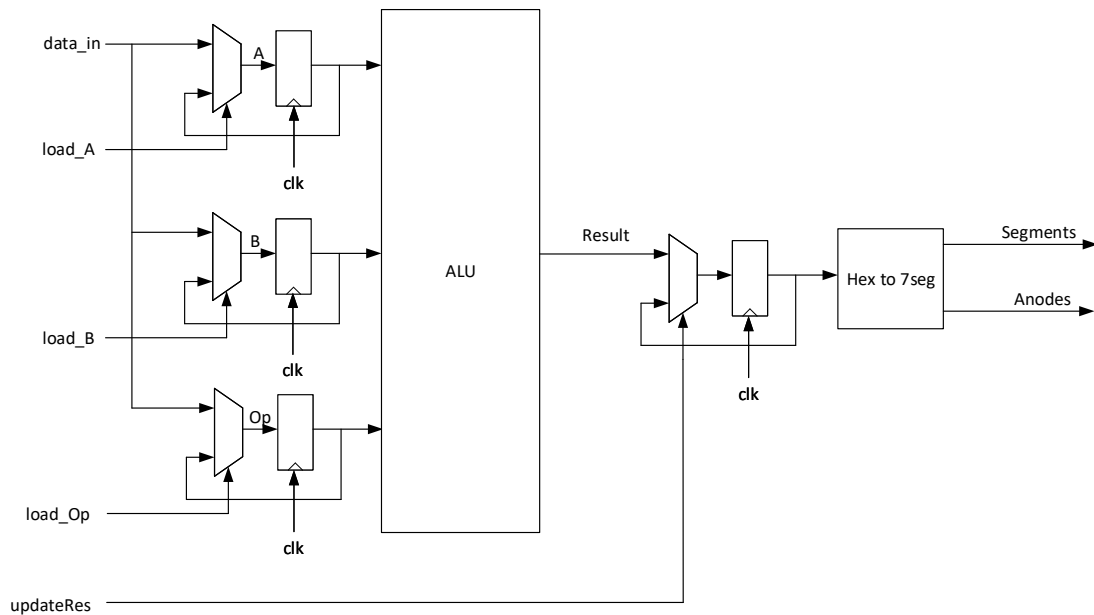 data_in
A
load_A
clk
B
load_B
clk
Op
load_Op
clk
ALU
Result
clk
Hex to 7seg
Segments
Anodes
updateRes